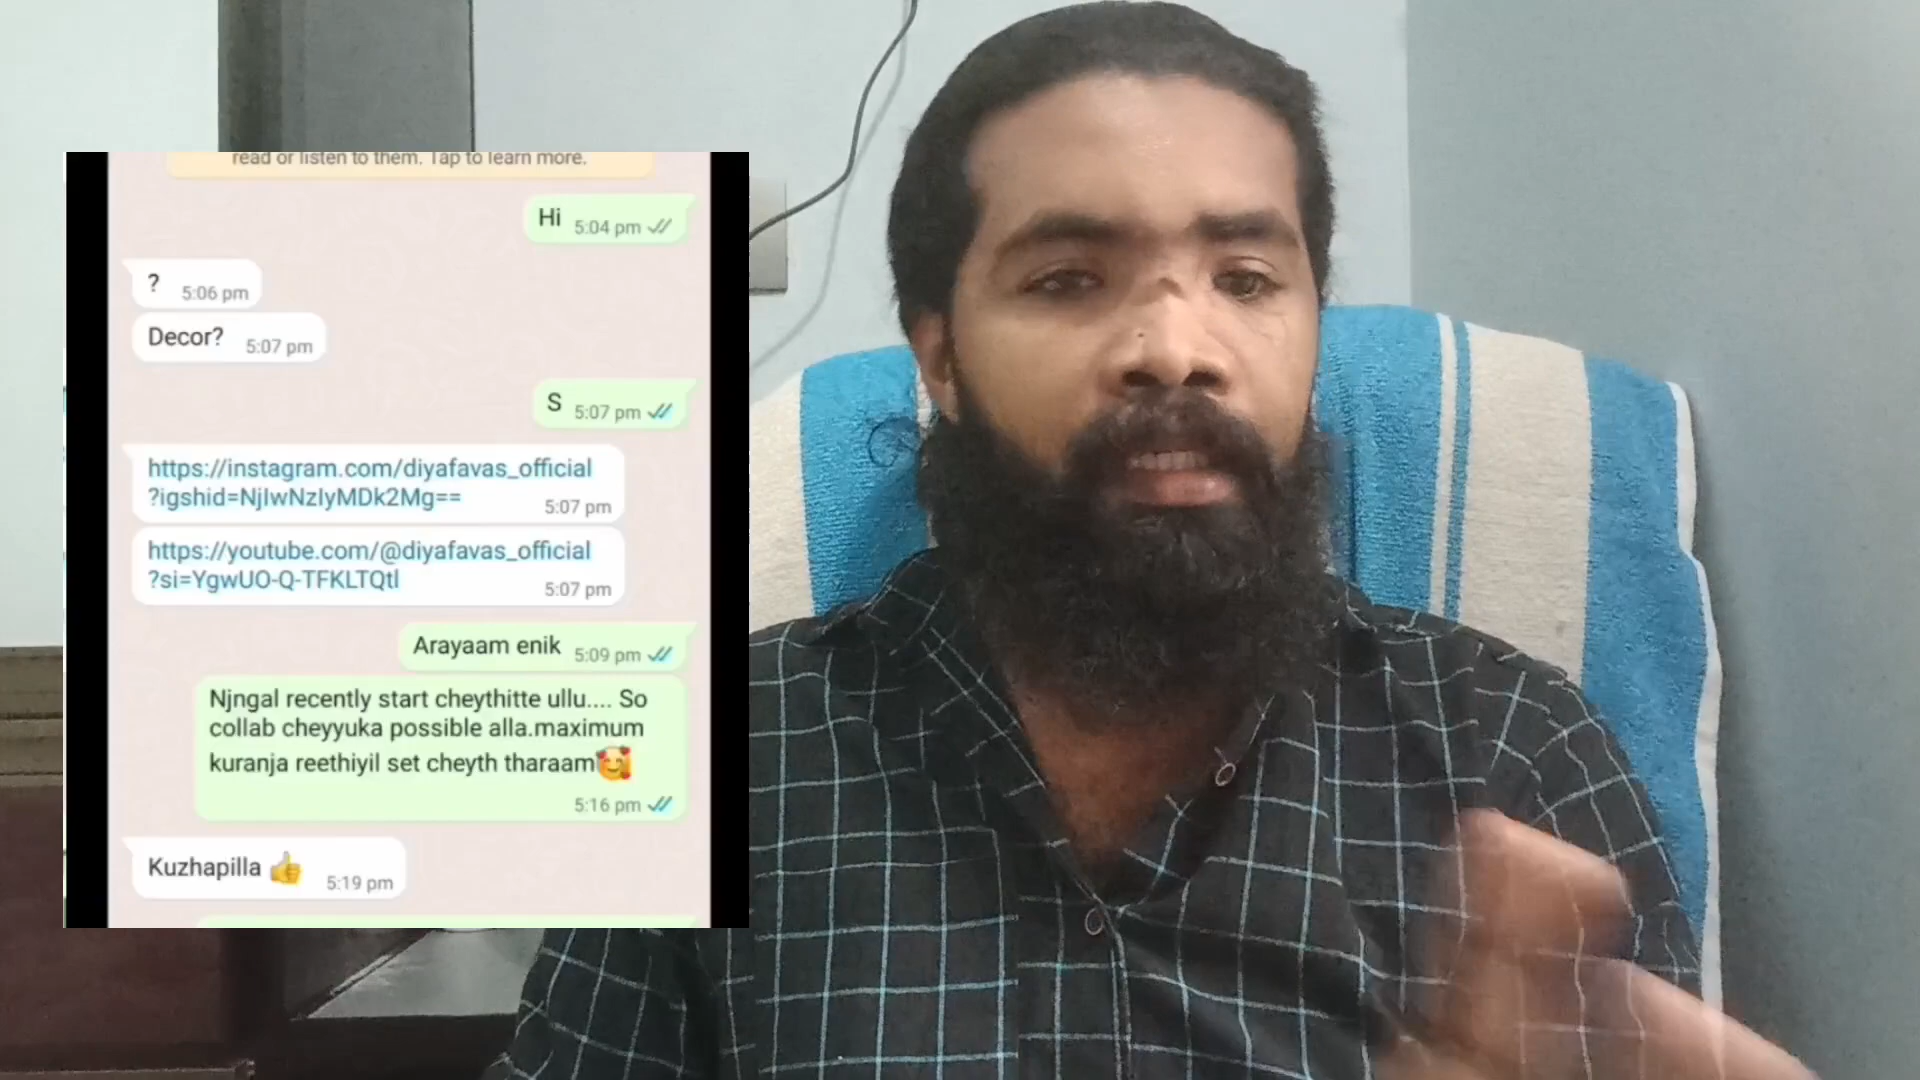 read or listen to them. Tap to learn more.
Hi 5:04 pm
? 5:06 pm
Decor? 5:07 pm
S 5:07 pm
https://instagram.com/diyafavas_official
?igshid=NjIwNzIyMDk2Mg== 5:07 pm
https://youtube.com/@diyafavas_official
?si=YgwUO-Q-TFKLTQtl 5:07 pm
Arayaam enik 5:09 pm
Njngal recently start cheythitte ullu.... So
collab cheyyuka possible alla.maximum
kuranja reethiyil set cheyth tharaam🥰
5:16 pm
Kuzhapilla 👍 5:19 pm